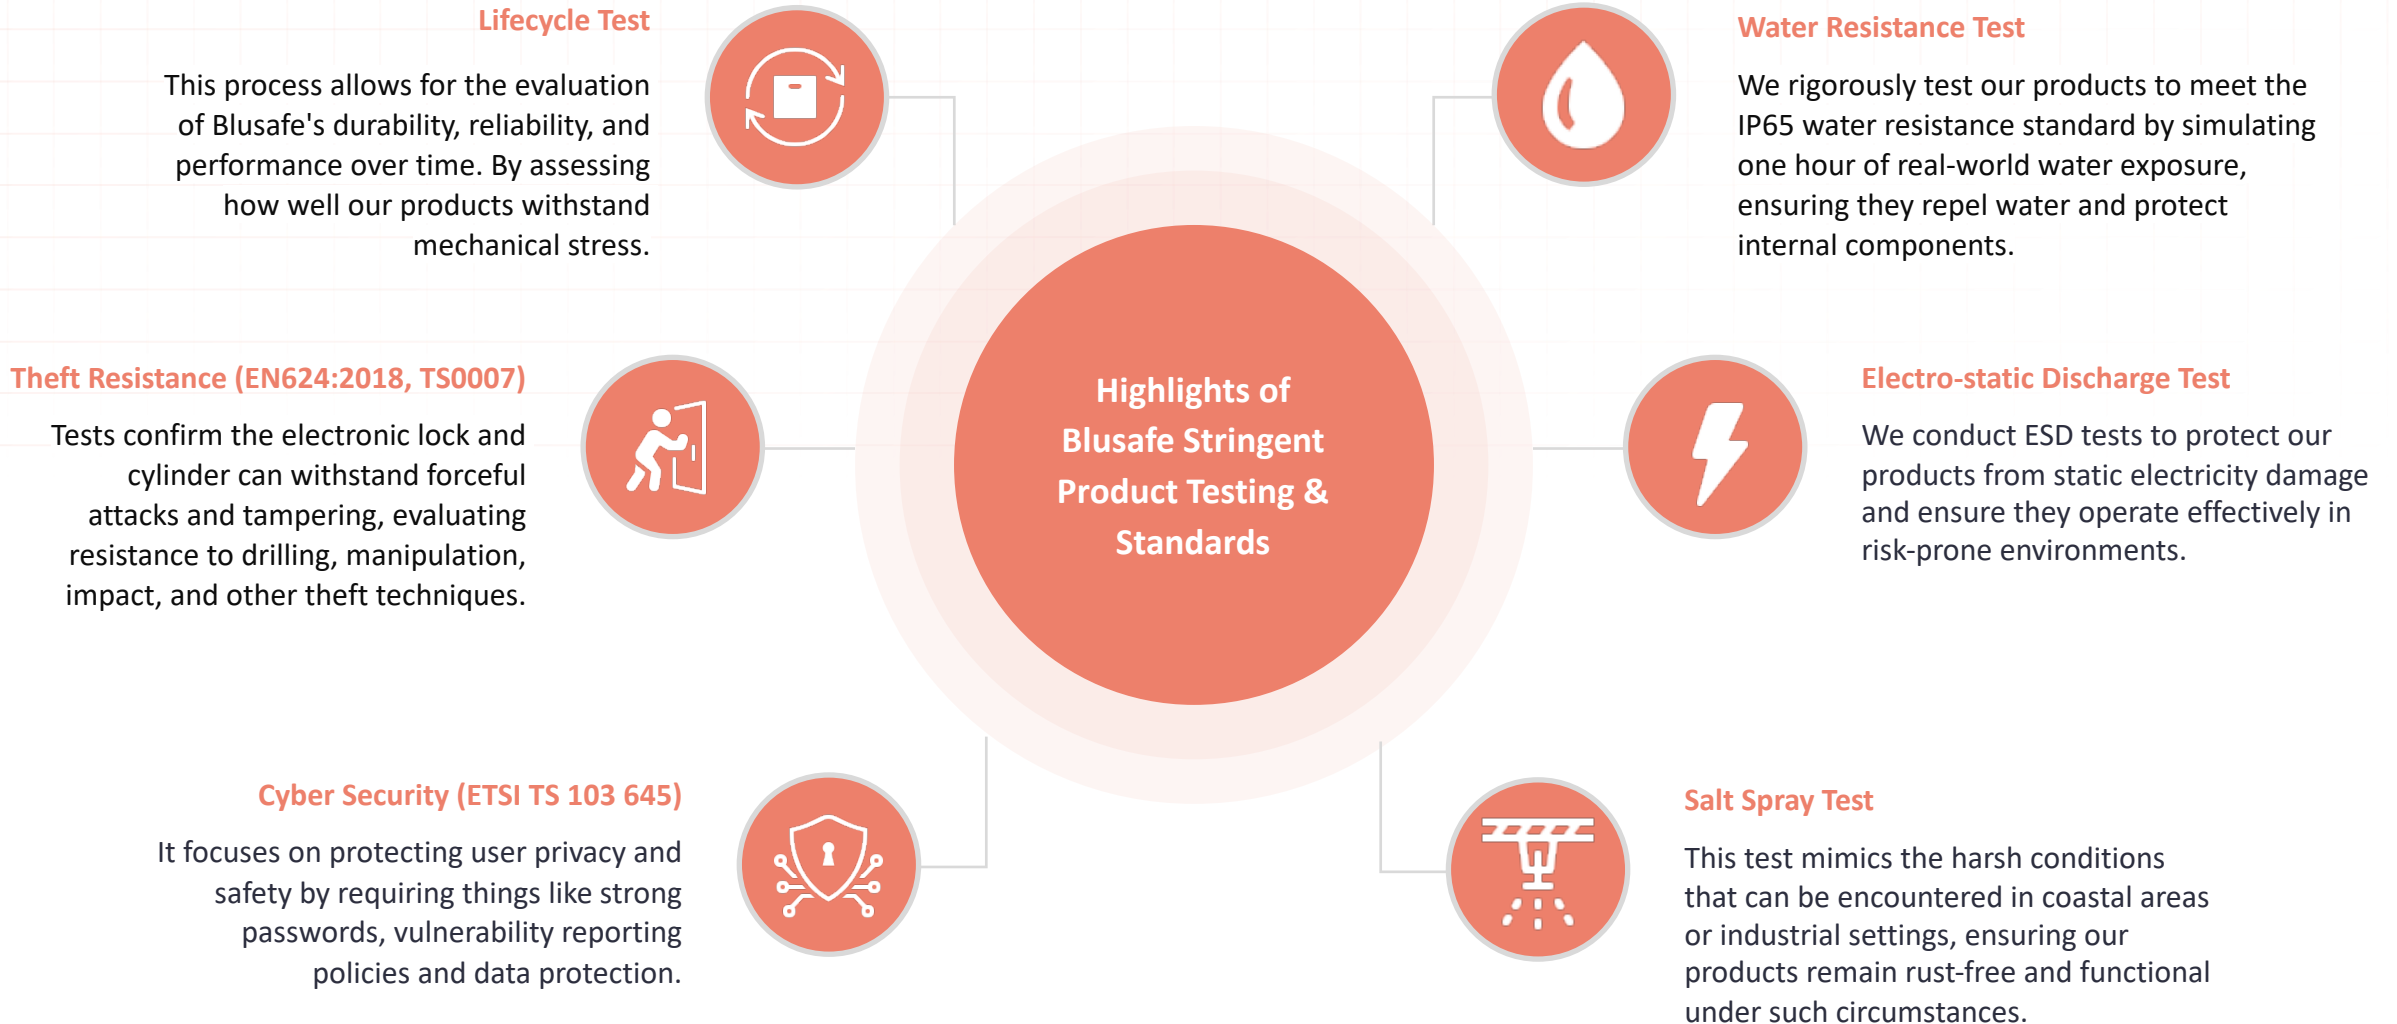 Lifecycle Test
This process allows for the evaluation
of Blusafe's durability, reliability, and
performance over time. By assessing
how well our products withstand
mechanical stress.
Theft Resistance (EN624:2018, TS0007)
Tests confirm the electronic lock and
cylinder can withstand forceful
attacks and tampering, evaluating
resistance to drilling, manipulation,
impact, and other theft techniques.
Cyber Security (ETSI TS 103 645)
It focuses on protecting user privacy and
safety by requiring things like strong
passwords, vulnerability reporting
policies and data protection.
Highlights of
Blusafe Stringent
Product Testing &
Standards
Water Resistance Test
We rigorously test our products to meet the
IP65 water resistance standard by simulating
one hour of real-world water exposure,
ensuring they repel water and protect
internal components.
Electro-static Discharge Test
We conduct ESD tests to protect our
products from static electricity damage
and ensure they operate effectively in
risk-prone environments.
Salt Spray Test
This test mimics the harsh conditions
that can be encountered in coastal areas
or industrial settings, ensuring our
products remain rust-free and functional
under such circumstances.